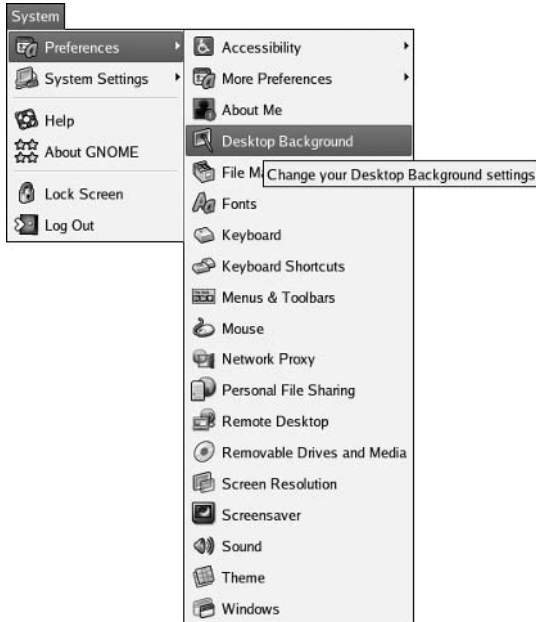 System
Preferences
System Settings
Help
About GNOME
Lock Screen
Log Out
Accessibility
More Preferences
About Me
Desktop Background
File Ma
Change your Desktop Background settings
Fonts
Keyboard
Keyboard Shortcuts
Menus & Toolbars
Mouse
Network Proxy
Personal File Sharing
Remote Desktop
Removable Drives and Media
Screen Resolution
Screensaver
Sound
Theme
Windows